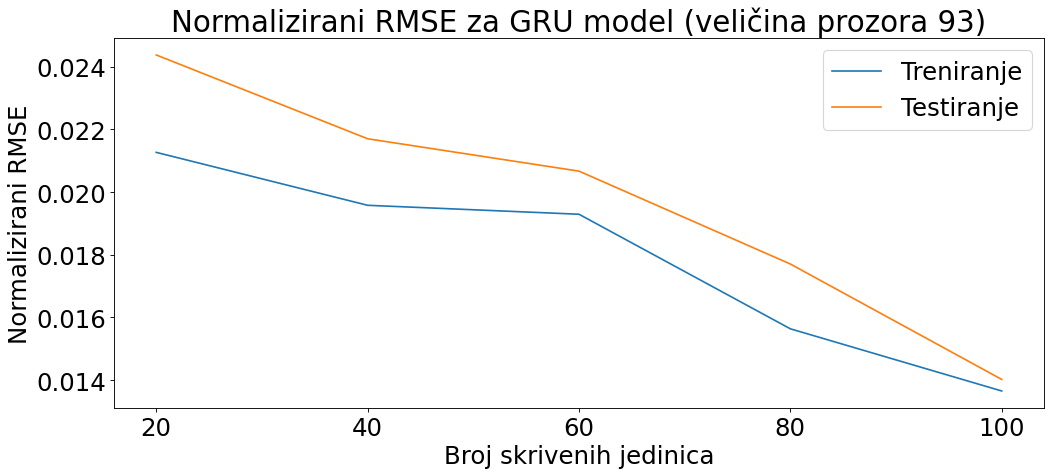 Normalizirani RMSE za GRU model (veličina prozora 93)
Treniranje
Testiranje
Normalizirani RMSE
0.024
0.022
0.020
0.018
0.016
0.014
20 40 60 80 100
Broj skrivenih jedinica